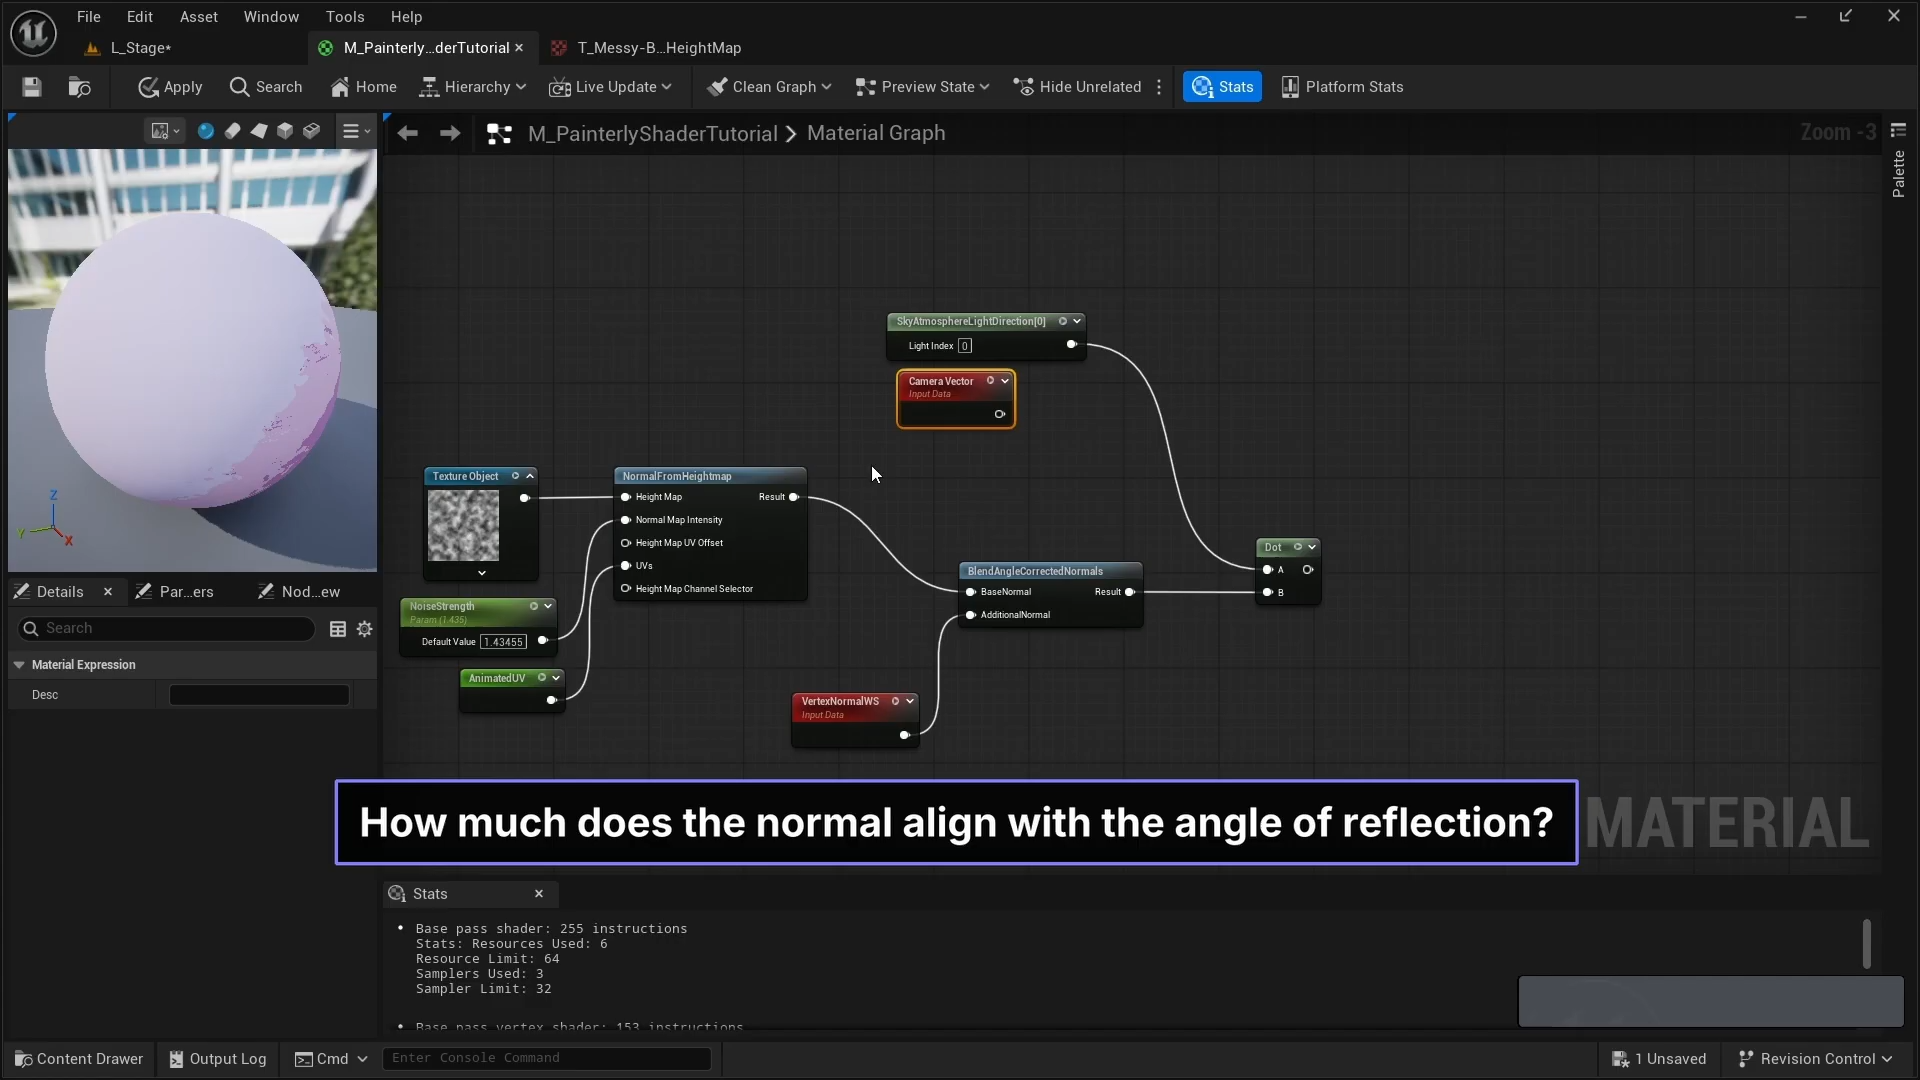 File Edit Asset Window Tools Help
L_Stage* M_Painterly...derTutorial T_Messy-B...HeightMap
Apply Search Home Hierarchy Live Update Clean Graph Preview State Hide Unrelated Stats Platform Stats
M_PainterlyShaderTutorial > Material Graph
Zoom -3
Palette
SkyAtmosphereLightDirection[0]
Light Index 0
Camera Vector
Input Data
Texture Object
NormalFromHeightmap
Height Map Result
Normal Map Intensity
Height Map UV Offset
UVs
Height Map Channel Selector
Dot
A
B
BlendAngleCorrectedNormals
BaseNormal Result
AdditionalNormal
NoiseStrength
Param (1.435)
Default Value 1.43455
AnimatedUV
VertexNormalWS
Input Data
Z
Y
X
Details Par...ers Nod...ew
Search
Material Expression
Desc
How much does the normal align with the angle of reflection?
MATERIAL
Stats
• Base pass shader: 255 instructions
Stats: Resources Used: 6
Resource Limit: 64
Samplers Used: 3
Sampler Limit: 32
• Base pass vertex shader: 153 instructions
Content Drawer Output Log Cmd Enter Console Command 1 Unsaved Revision Control